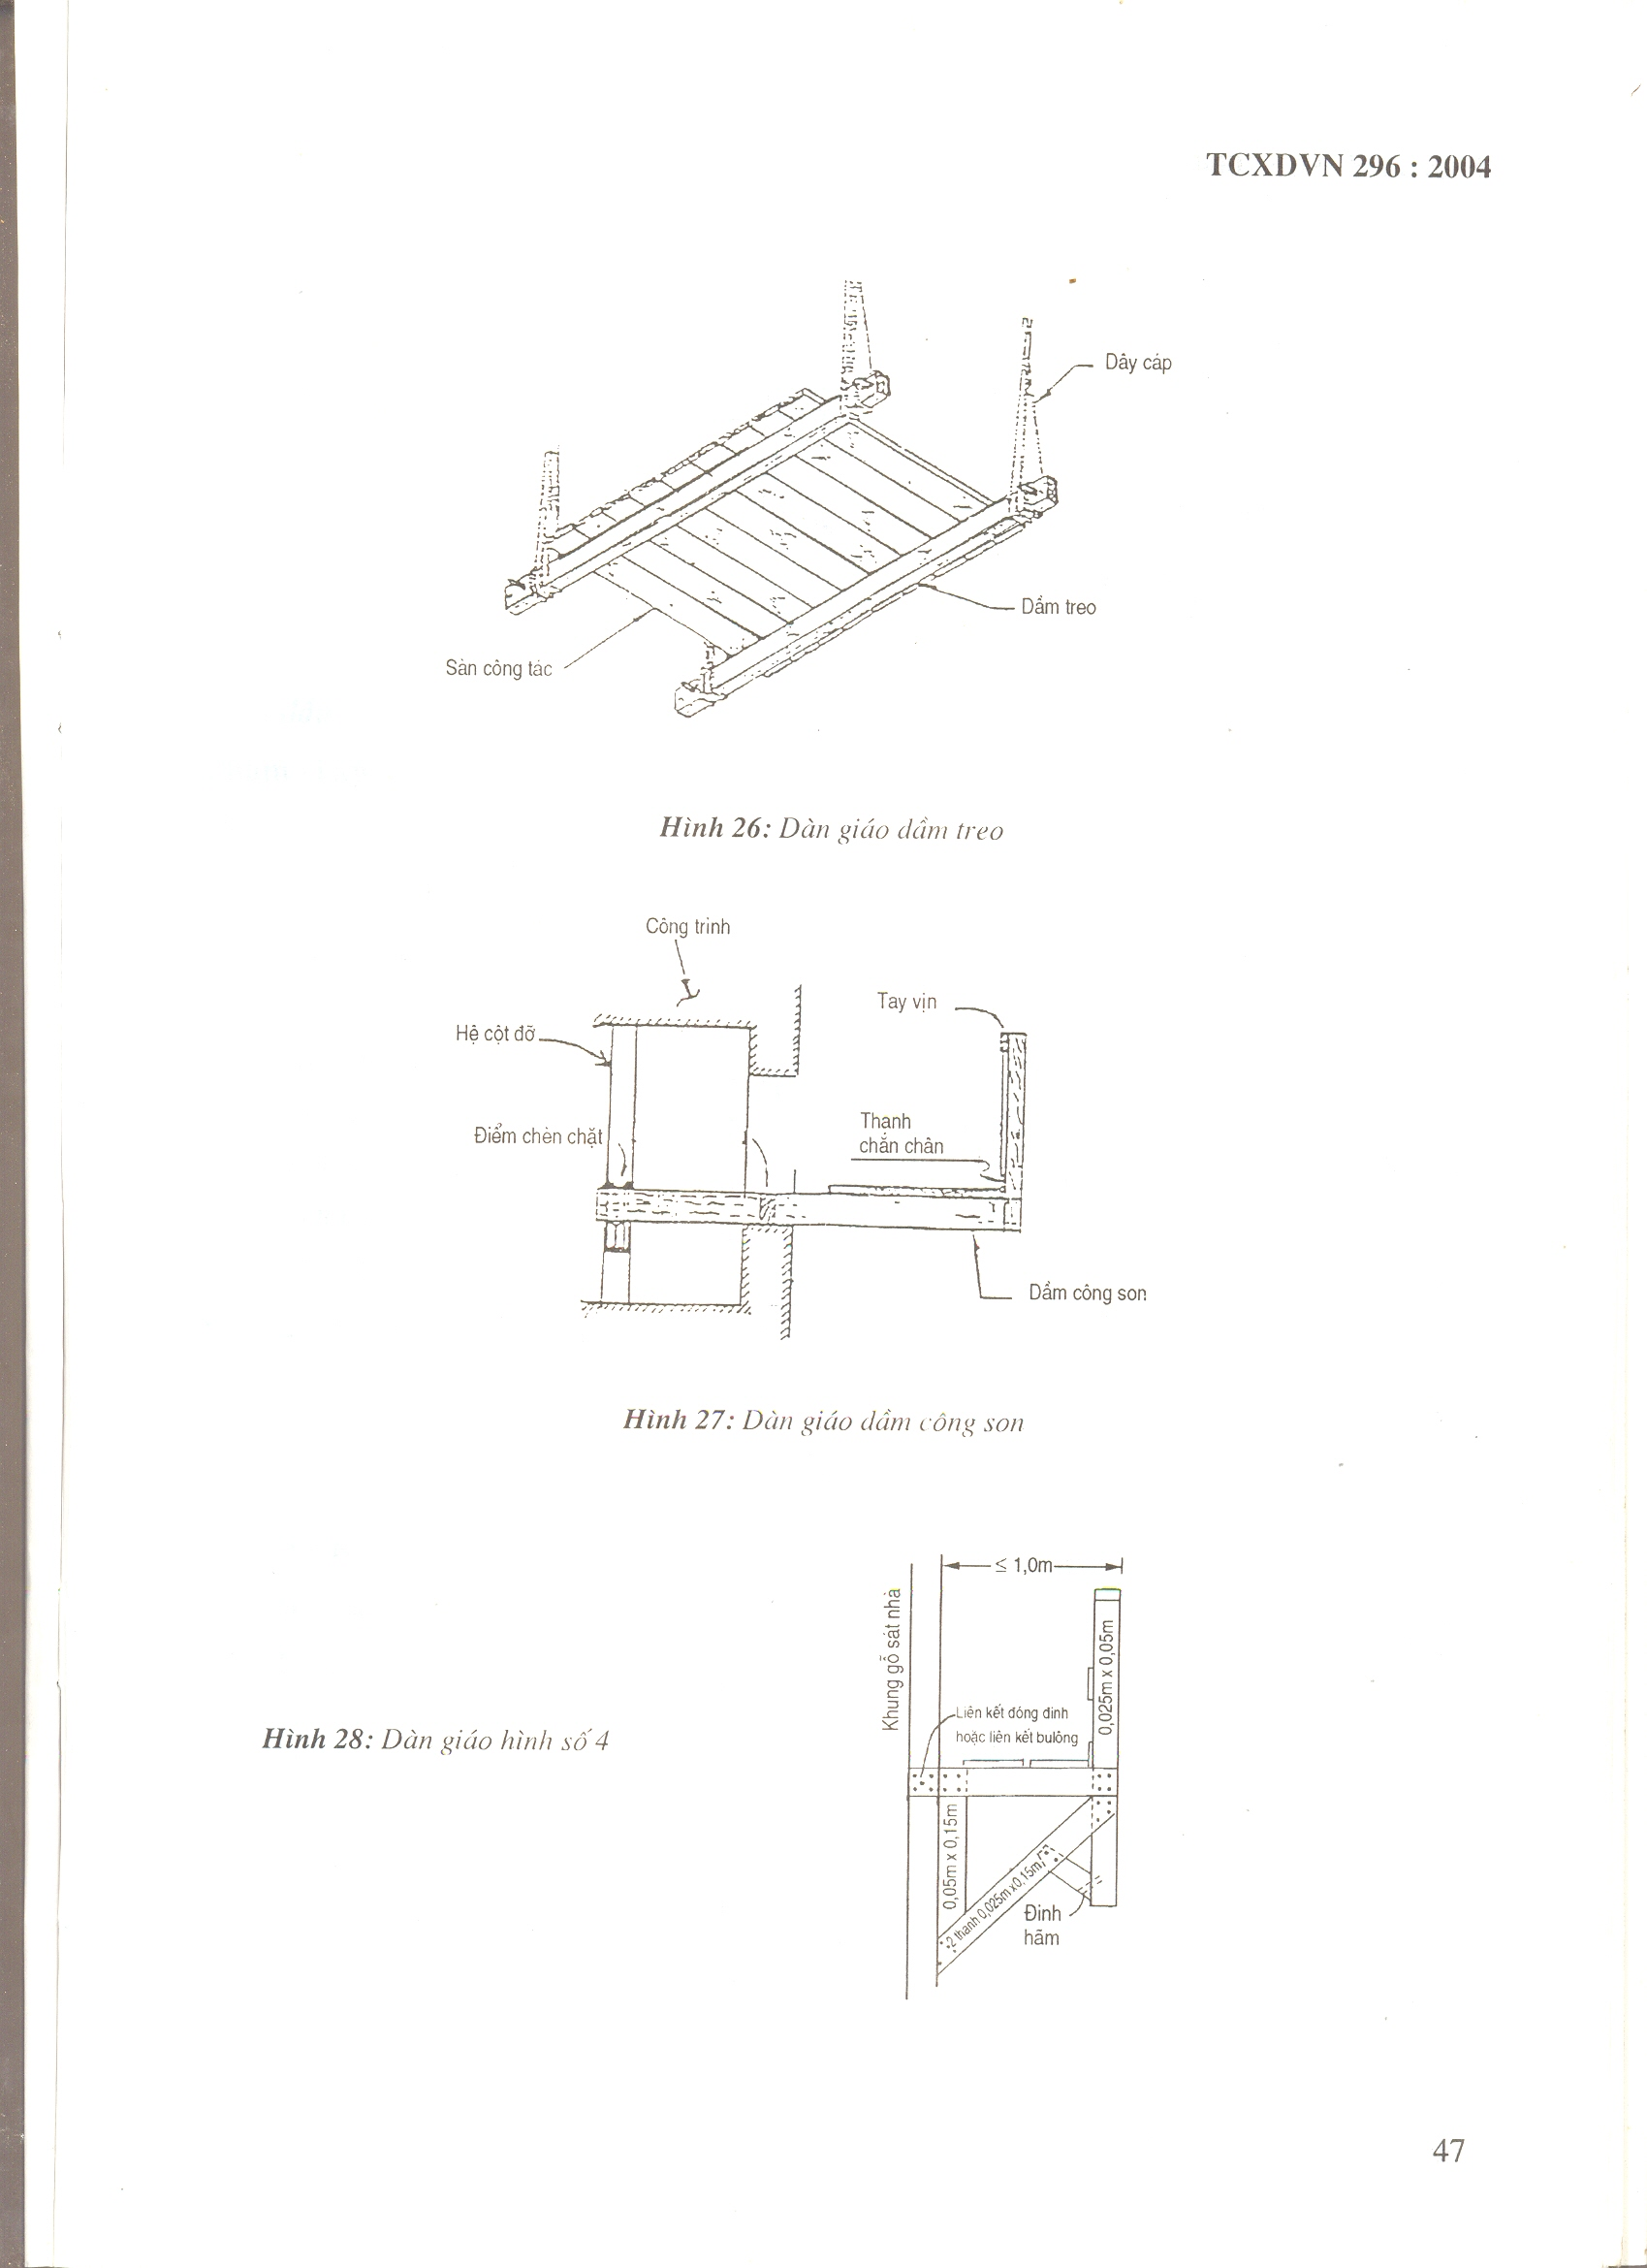 TCXDVN 296 : 2004
Dây cáp
Dầm treo
Sàn công tác
Hình 26: Dàn giáo dầm treo
Công trình
Tay vịn
Hệ cột đỡ
Thanh
chắn chân
Điểm chèn chặt
Dầm công son
Hình 27: Dàn giáo dầm công son
≤ 1,0m
Khung gỗ sát nhà
0,025m x 0,05m
Liên kết đóng đinh
hoặc liên kết bulông
Hình 28: Dàn giáo hình số 4
0,05m x 0,15m
2 thanh 0,025m x 0,15m
Đinh
hãm
47